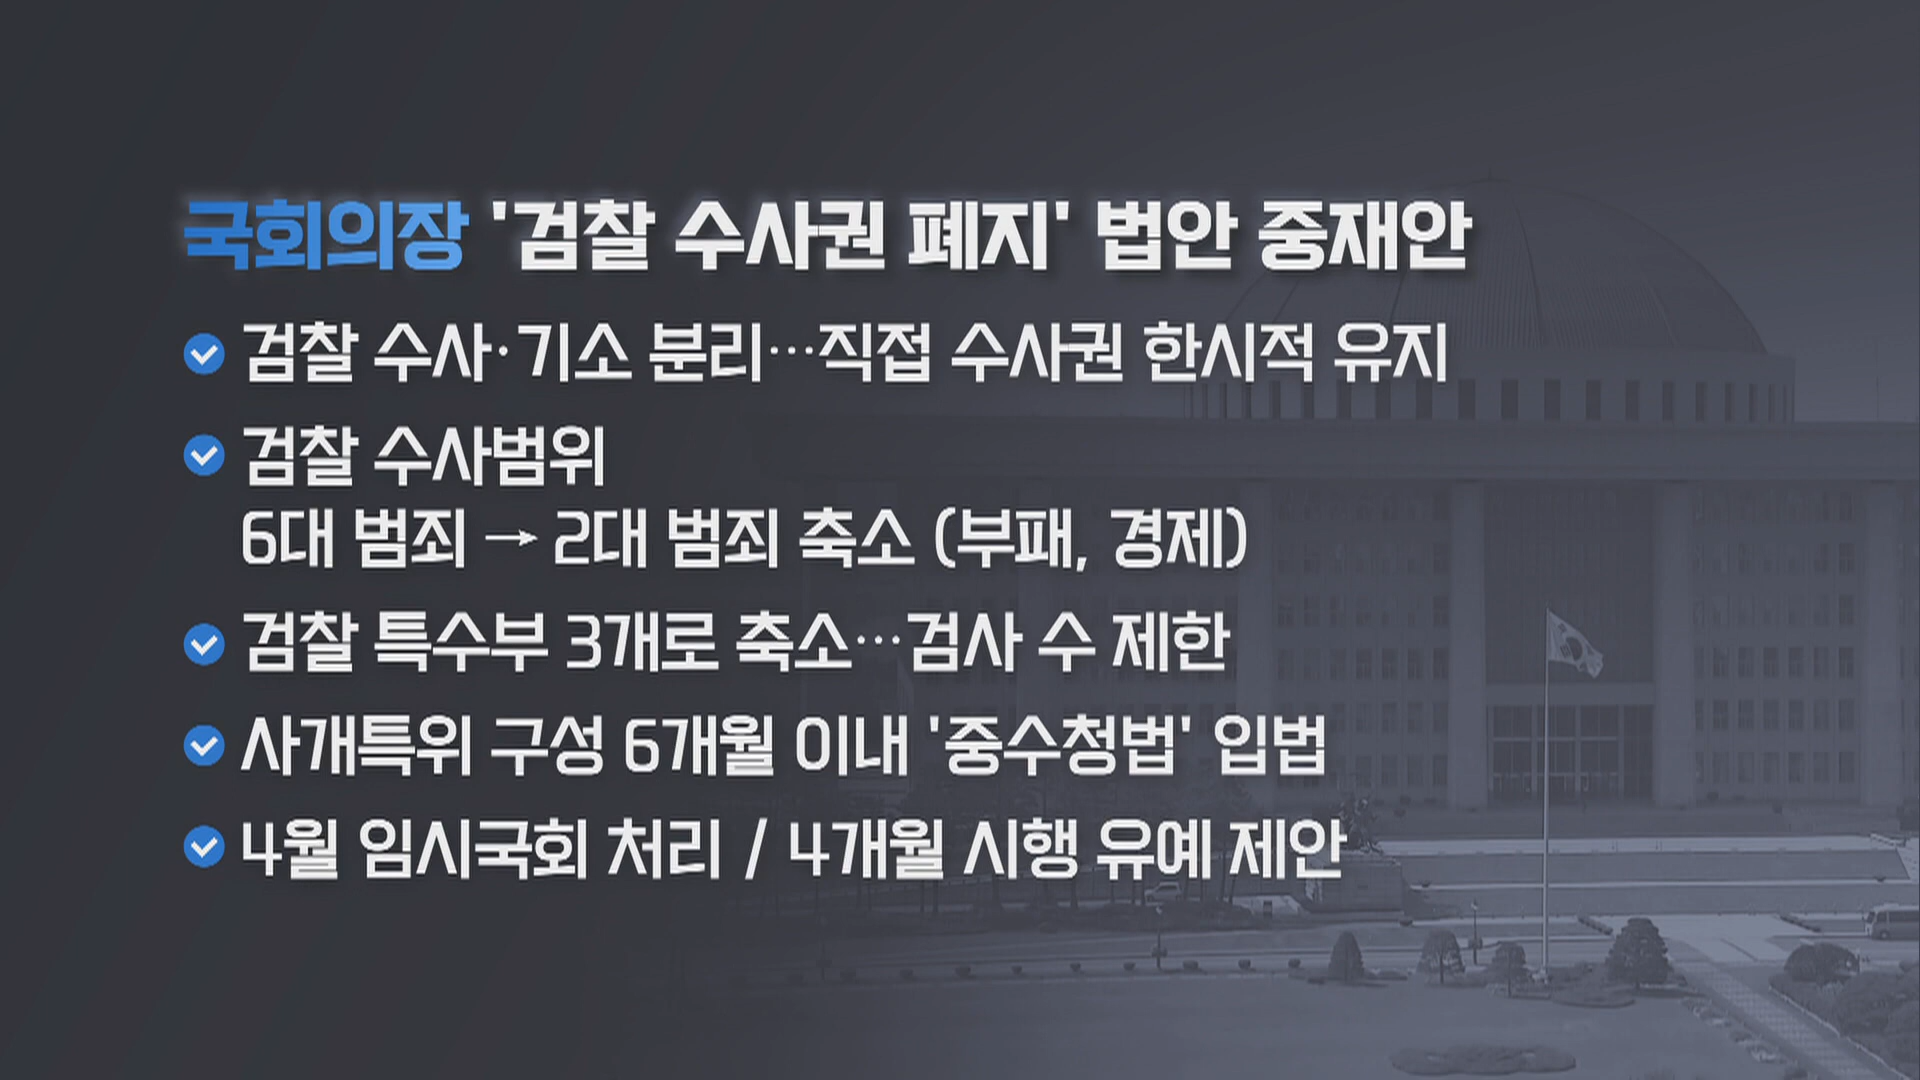 국회의장 '검찰 수사권 폐지' 법안 중재안
검찰 수사·기소 분리…직접 수사권 한시적 유지
검찰 수사범위
6대 범죄 → 2대 범죄 축소 (부패, 경제)
검찰 특수부 3개로 축소…검사 수 제한
사개특위 구성 6개월 이내 '중수청법' 입법
4월 임시국회 처리 / 4개월 시행 유예 제안